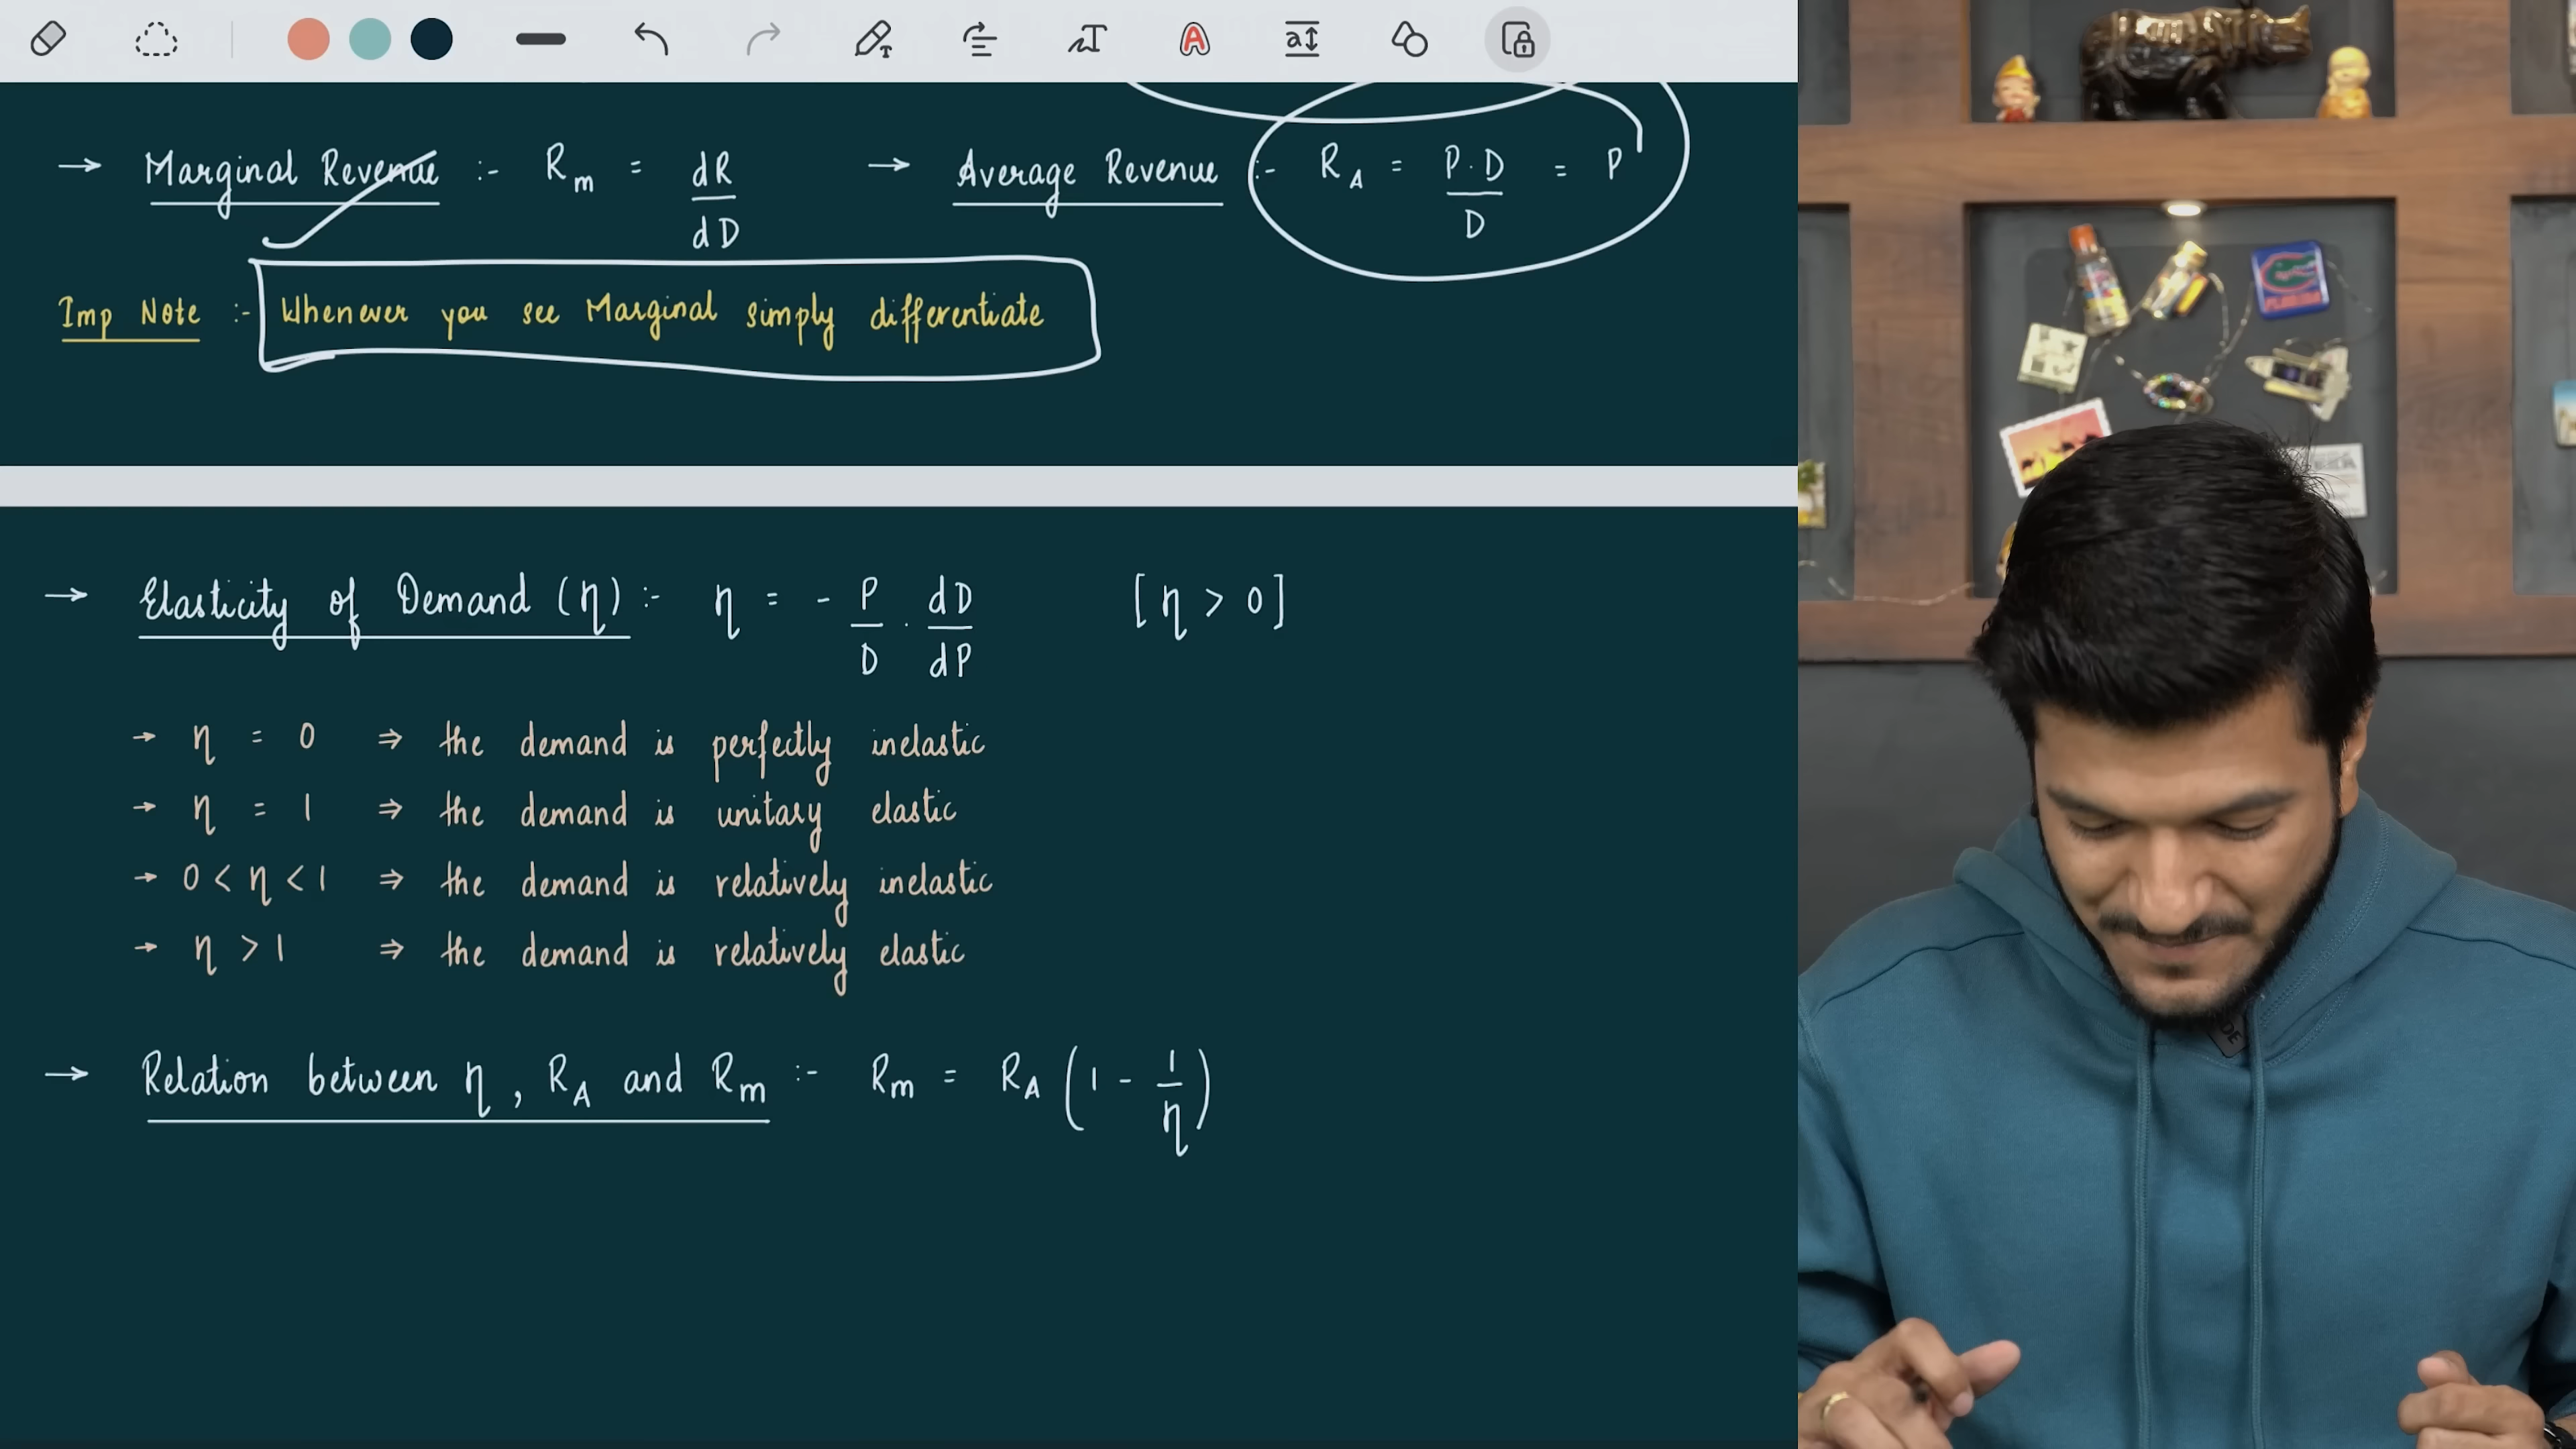 → Marginal Revenue :- Rm = dR/dD → Average Revenue :- RA = P·D/D = P
Imp Note :- Whenever you see Marginal simply differentiate
→ Elasticity of Demand (η) :- η = - P/D · dD/dP [η > 0]
→ η = 0 ⇒ the demand is perfectly inelastic
→ η = 1 ⇒ the demand is unitary elastic
→ 0 < η < 1 ⇒ the demand is relatively inelastic
→ η > 1 ⇒ the demand is relatively elastic
→ Relation between η, RA and Rm :- Rm = RA (1 - 1/η)